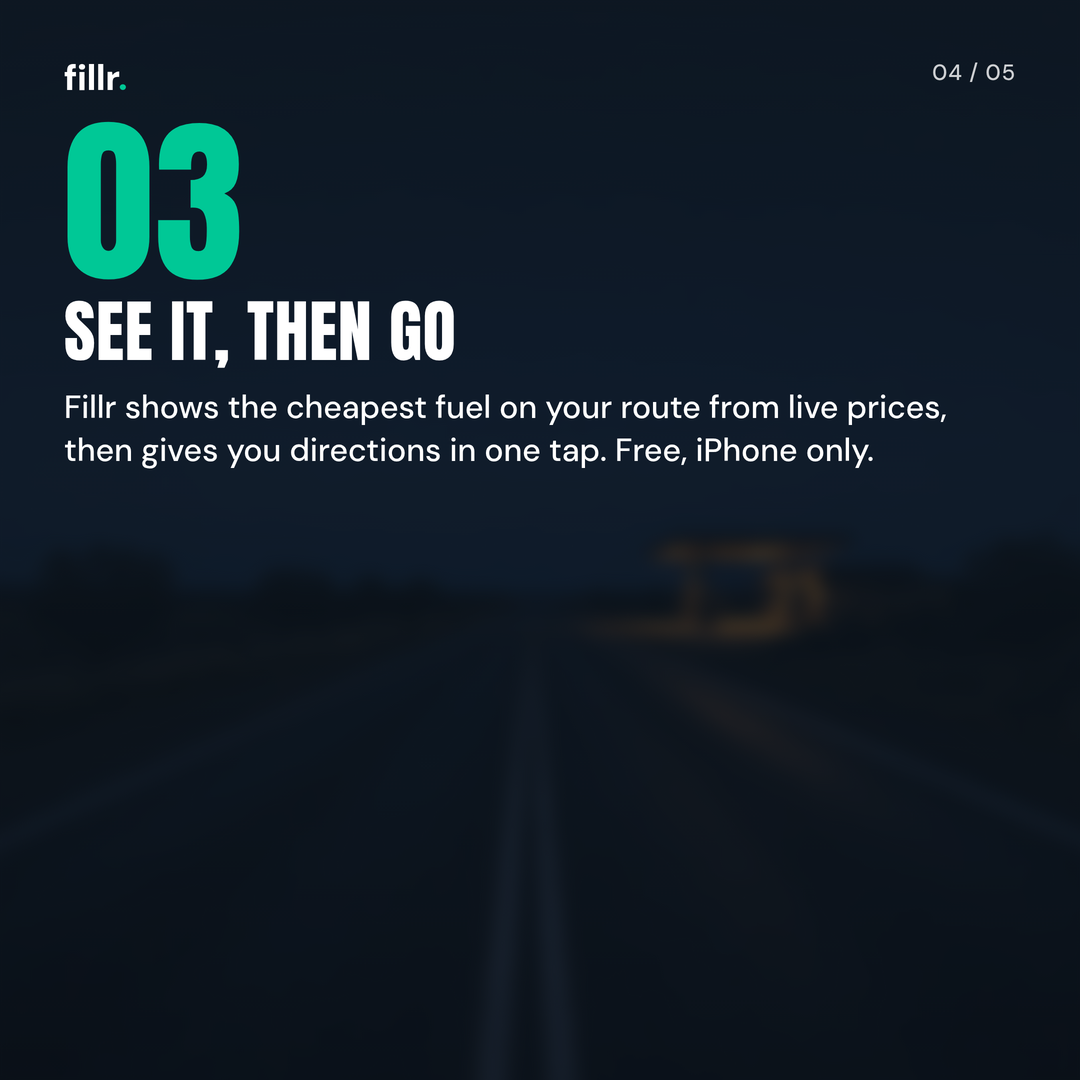 fillr.
04 / 05
03
SEE IT, THEN GO
Fillr shows the cheapest fuel on your route from live prices,
then gives you directions in one tap. Free, iPhone only.